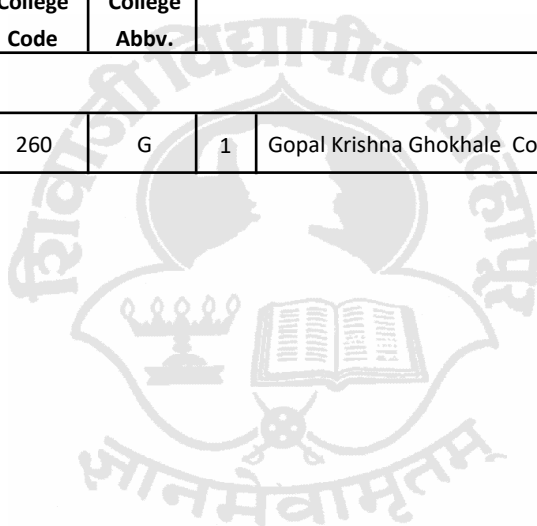 College College
Code Abbv.
260 G 1 Gopal Krishna Ghokhale Co
शिवाजी विद्यापीठ कोल्हापूर
ज्ञानमेवामृतम्